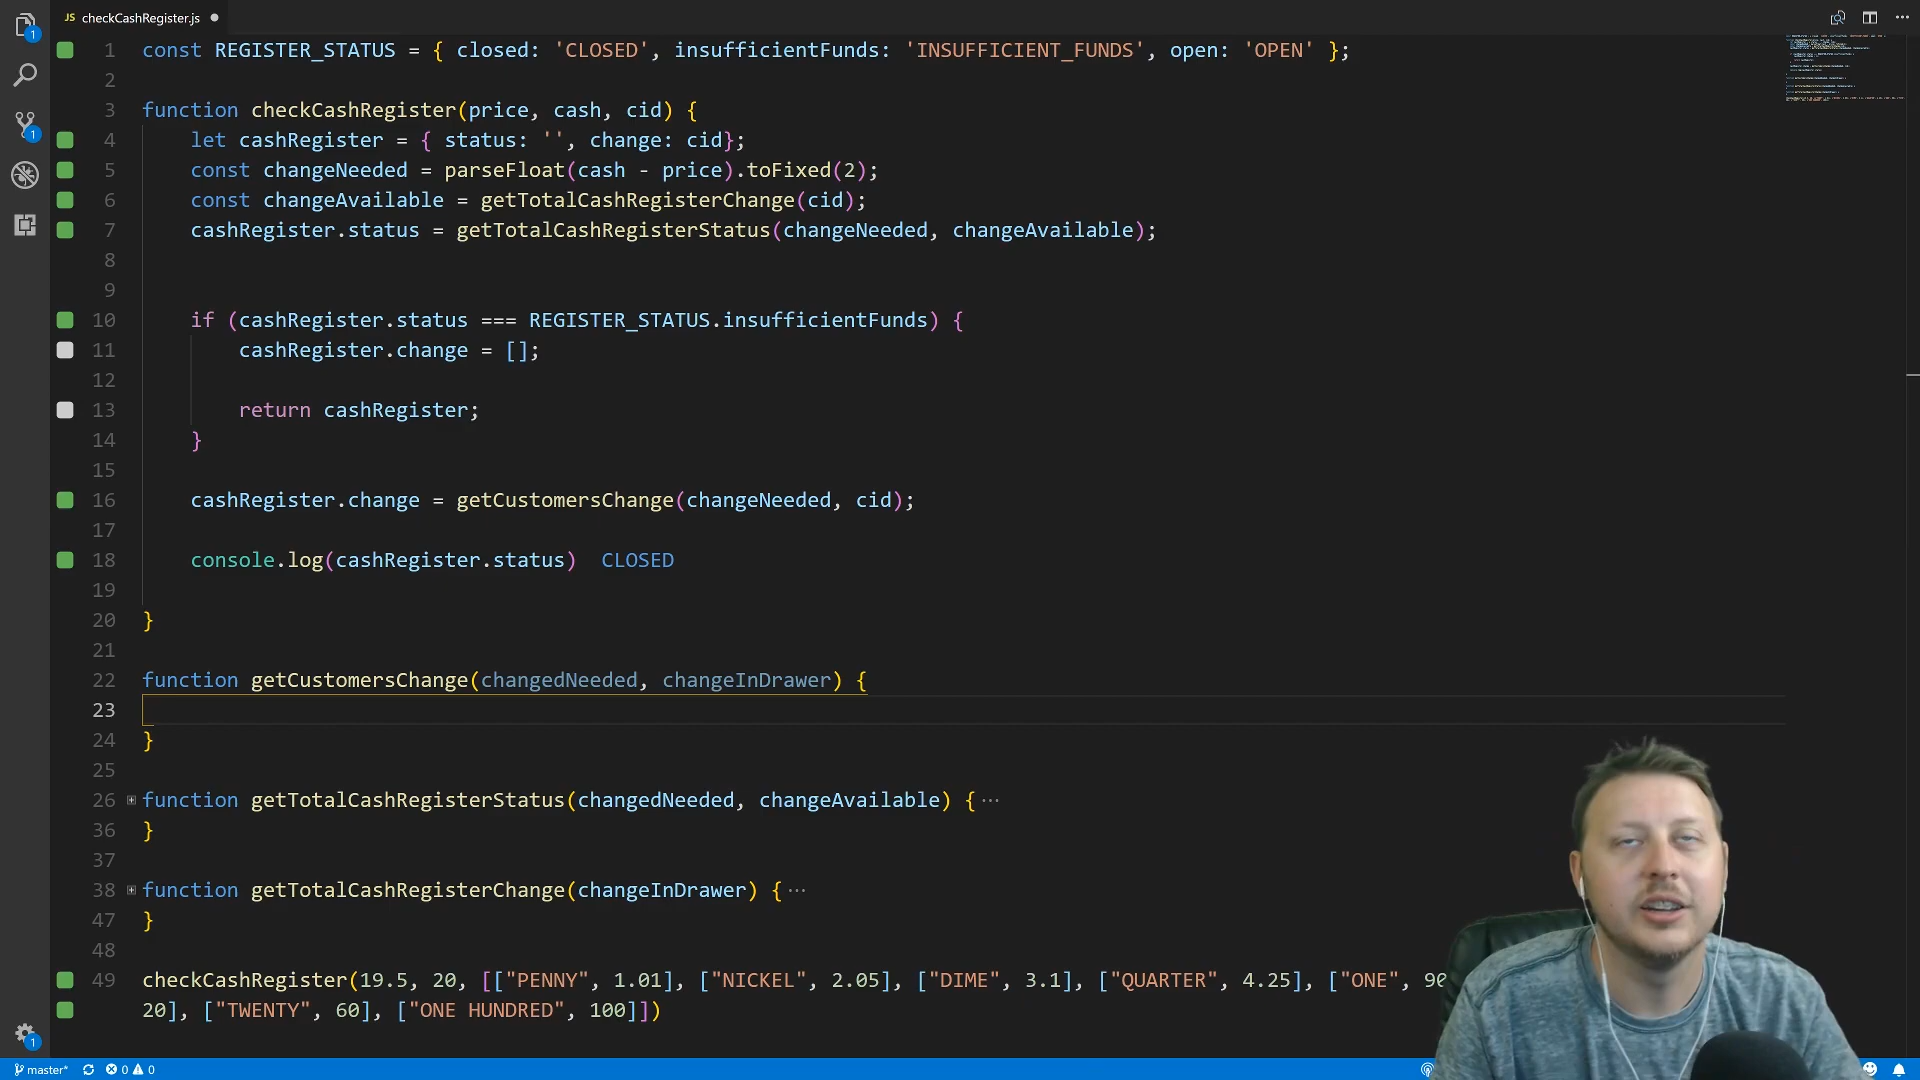 JS checkCashRegister.js
1 const REGISTER_STATUS = { closed: 'CLOSED', insufficientFunds: 'INSUFFICIENT_FUNDS', open: 'OPEN' };
2
3 function checkCashRegister(price, cash, cid) {
4 let cashRegister = { status: '', change: cid};
5 const changeNeeded = parseFloat(cash - price).toFixed(2);
6 const changeAvailable = getTotalCashRegisterChange(cid);
7 cashRegister.status = getTotalCashRegisterStatus(changeNeeded, changeAvailable);
8
9
10 if (cashRegister.status === REGISTER_STATUS.insufficientFunds) {
11 cashRegister.change = [];
12
13 return cashRegister;
14 }
15
16 cashRegister.change = getCustomersChange(changeNeeded, cid);
17
18 console.log(cashRegister.status) CLOSED
19
20 }
21
22 function getCustomersChange(changedNeeded, changeInDrawer) {
23
24 }
25
26 function getTotalCashRegisterStatus(changedNeeded, changeAvailable) {···
36 }
37
38 function getTotalCashRegisterChange(changeInDrawer) {···
47 }
48
49 checkCashRegister(19.5, 20, [["PENNY", 1.01], ["NICKEL", 2.05], ["DIME", 3.1], ["QUARTER", 4.25], ["ONE", 90
20], ["TWENTY", 60], ["ONE HUNDRED", 100]])
1
1
1
master* 0 0